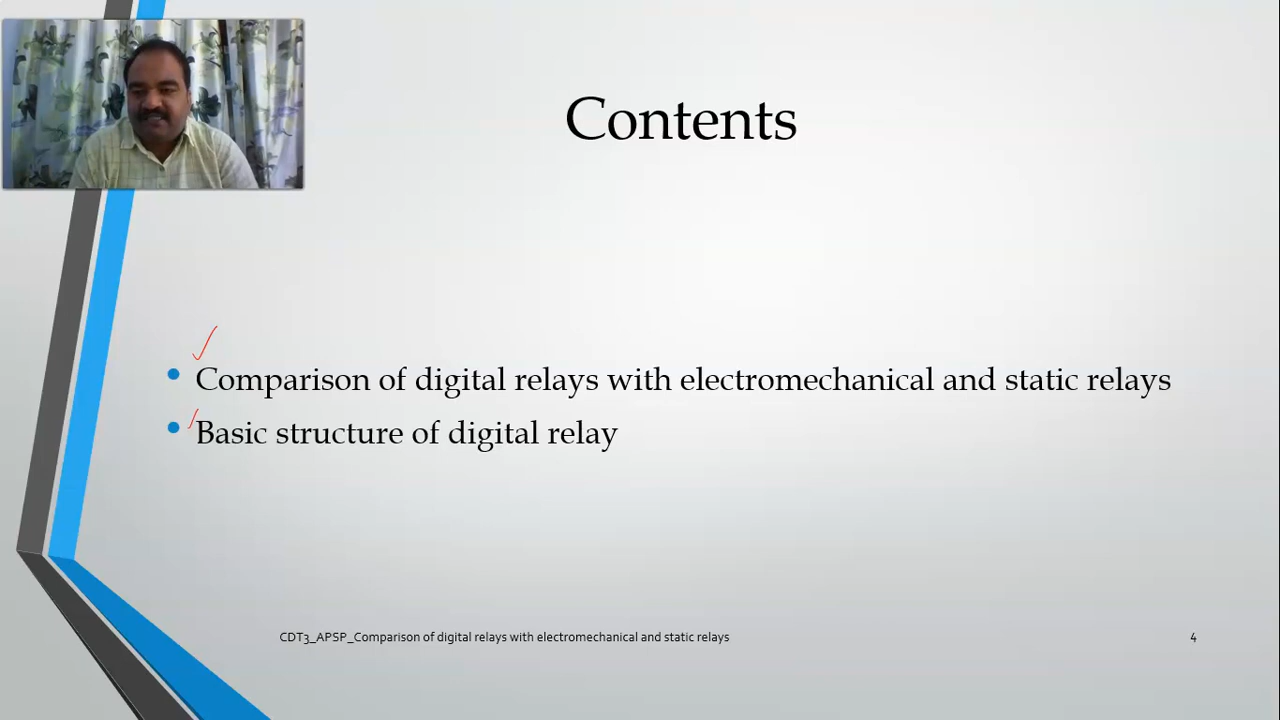 Contents
Comparison of digital relays with electromechanical and static relays
Basic structure of digital relay
CDT3_APSP_Comparison of digital relays with electromechanical and static relays
4